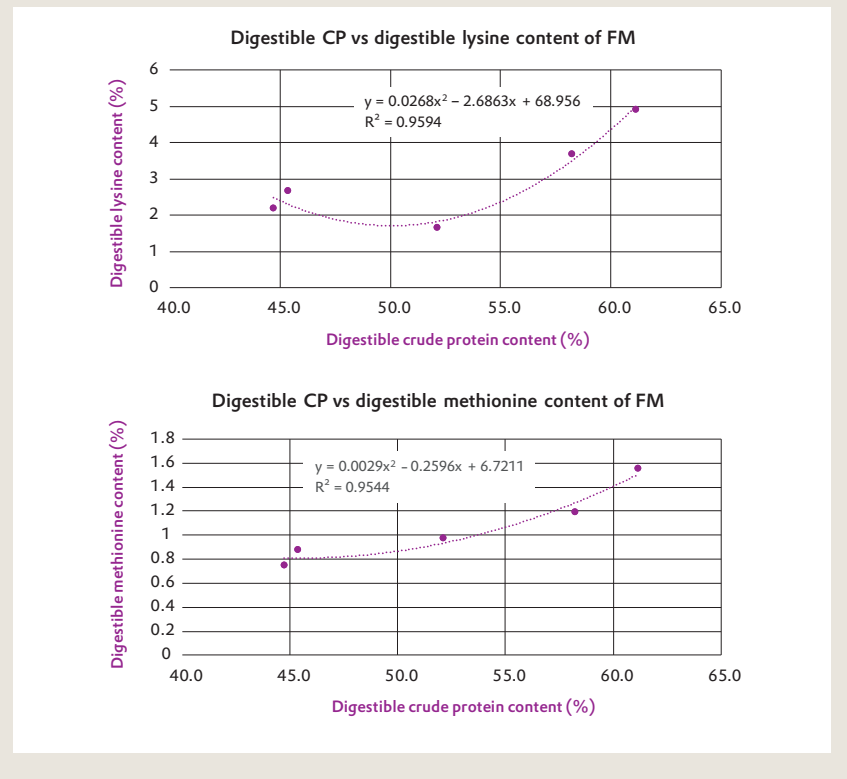 Digestible CP vs digestible lysine content of FM
Digestible lysine content (%)
6
5
4
3
2
1
0
y = 0.0268x² – 2.6863x + 68.956
R² = 0.9594
40.0 45.0 50.0 55.0 60.0 65.0
Digestible crude protein content (%)
Digestible CP vs digestible methionine content of FM
Digestible methionine content (%)
1.8
1.6
1.4
1.2
1
0.8
0.6
0.4
0.2
0
y = 0.0029x² – 0.2596x + 6.7211
R² = 0.9544
40.0 45.0 50.0 55.0 60.0 65.0
Digestible crude protein content (%)